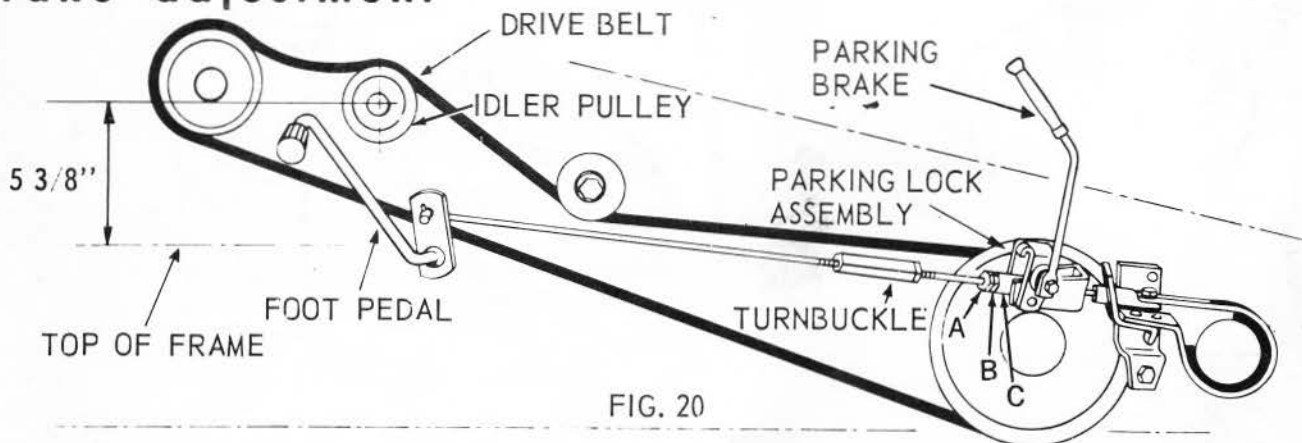 DRIVE BELT
PARKING
BRAKE
IDLER PULLEY
5 3/8''
PARKING LOCK
ASSEMBLY
FOOT PEDAL
TURNBUCKLE
A
TOP OF FRAME
B
C
FIG. 20